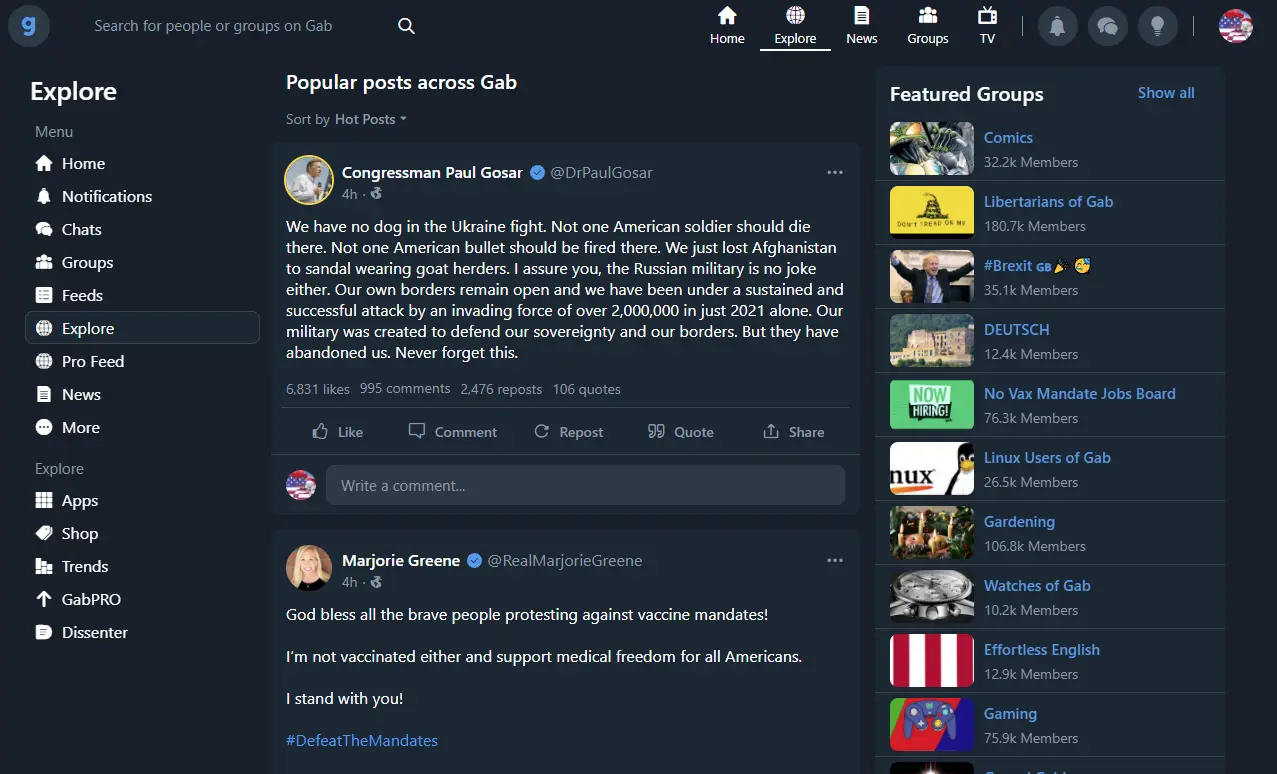 g
Search for people or groups on Gab
Home
Explore
News
Groups
TV
Explore
Menu
Home
Notifications
Chats
Groups
Feeds
Explore
Pro Feed
News
More
Explore
Apps
Shop
Trends
GabPRO
Dissenter
Popular posts across Gab
Sort by Hot Posts
Congressman Paul Gosar @DrPaulGosar
4h ·
We have no dog in the Ukraine fight. Not one American soldier should die
there. Not one American bullet should be fired there. We just lost Afghanistan
to sandal wearing goat herders. I assure you, the Russian military is no joke
either. Our own borders remain open and we have been under a sustained and
successful attack by an invading force of over 2,000,000 in just 2021 alone. Our
military was created to defend our sovereignty and our borders. But they have
abandoned us. Never forget this.
6,831 likes 995 comments 2,476 reposts 106 quotes
Like Comment Repost Quote Share
Write a comment...
Marjorie Greene @RealMarjorieGreene
4h ·
God bless all the brave people protesting against vaccine mandates!
I'm not vaccinated either and support medical freedom for all Americans.
I stand with you!
#DefeatTheMandates
Featured Groups
Show all
Comics
32.2k Members
DON'T TREAD ON ME
Libertarians of Gab
180.7k Members
#Brexit GB🎉🥳
35.1k Members
DEUTSCH
12.4k Members
NOW
HIRING!
No Vax Mandate Jobs Board
76.3k Members
nux
Linux Users of Gab
26.5k Members
Gardening
106.8k Members
Watches of Gab
10.2k Members
Effortless English
12.9k Members
Gaming
75.9k Members